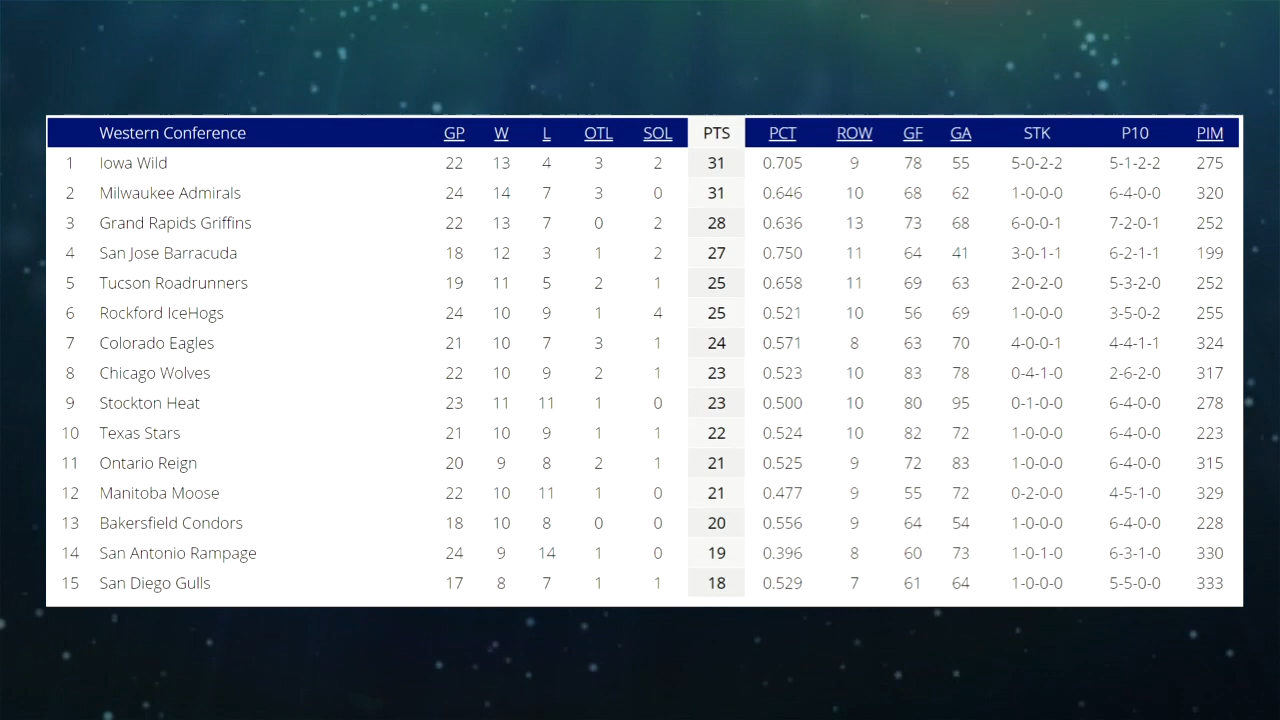 Western Conference GP W L OTL SOL PTS PCT ROW GF GA STK P10 PIM
1 Iowa Wild 22 13 4 3 2 31 0.705 9 78 55 5-0-2-2 5-1-2-2 275
2 Milwaukee Admirals 24 14 7 3 0 31 0.646 10 68 62 1-0-0-0 6-4-0-0 320
3 Grand Rapids Griffins 22 13 7 0 2 28 0.636 13 73 68 6-0-0-1 7-2-0-1 252
4 San Jose Barracuda 18 12 3 1 2 27 0.750 11 64 41 3-0-1-1 6-2-1-1 199
5 Tucson Roadrunners 19 11 5 2 1 25 0.658 11 69 63 2-0-2-0 5-3-2-0 252
6 Rockford IceHogs 24 10 9 1 4 25 0.521 10 56 69 1-0-0-0 3-5-0-2 255
7 Colorado Eagles 21 10 7 3 1 24 0.571 8 63 70 4-0-0-1 4-4-1-1 324
8 Chicago Wolves 22 10 9 2 1 23 0.523 10 83 78 0-4-1-0 2-6-2-0 317
9 Stockton Heat 23 11 11 1 0 23 0.500 10 80 95 0-1-0-0 6-4-0-0 278
10 Texas Stars 21 10 9 1 1 22 0.524 10 82 72 1-0-0-0 6-4-0-0 223
11 Ontario Reign 20 9 8 2 1 21 0.525 9 72 83 1-0-0-0 6-4-0-0 315
12 Manitoba Moose 22 10 11 1 0 21 0.477 9 55 72 0-2-0-0 4-5-1-0 329
13 Bakersfield Condors 18 10 8 0 0 20 0.556 9 64 54 1-0-0-0 6-4-0-0 228
14 San Antonio Rampage 24 9 14 1 0 19 0.396 8 60 73 1-0-1-0 6-3-1-0 330
15 San Diego Gulls 17 8 7 1 1 18 0.529 7 61 64 1-0-0-0 5-5-0-0 333